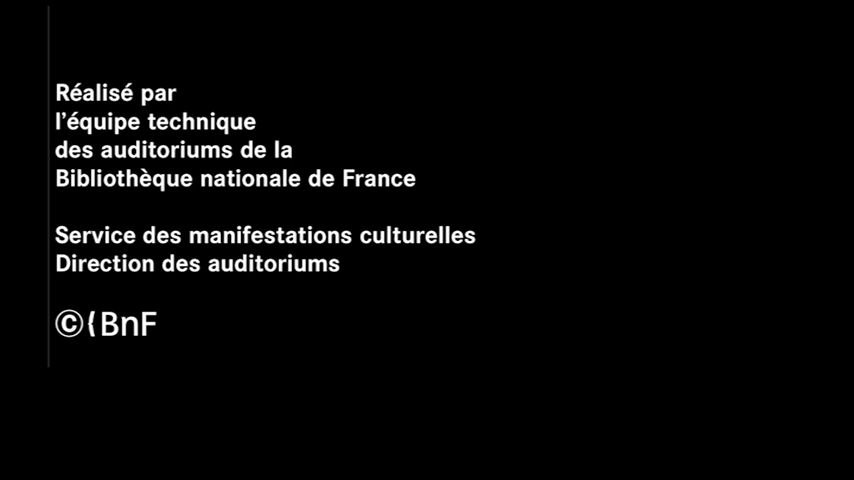 Réalisé par
l’équipe technique
des auditoriums de la
Bibliothèque nationale de France
Service des manifestations culturelles
Direction des auditoriums
©{BnF